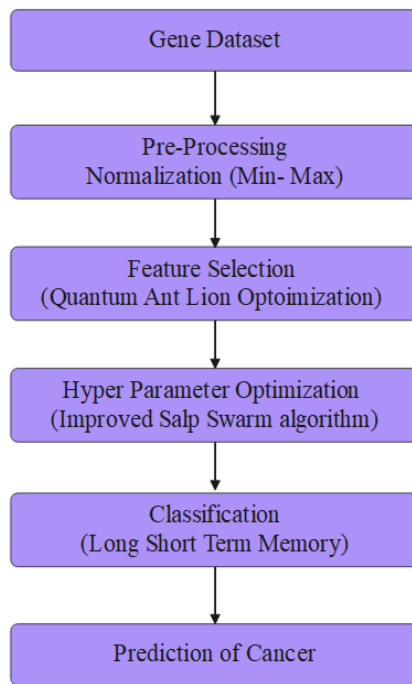 Gene Dataset
Pre-Processing
Normalization (Min- Max)
Feature Selection
(Quantum Ant Lion Optoimization)
Hyper Parameter Optimization
(Improved Salp Swarm algorithm)
Classification
(Long Short Term Memory)
Prediction of Cancer